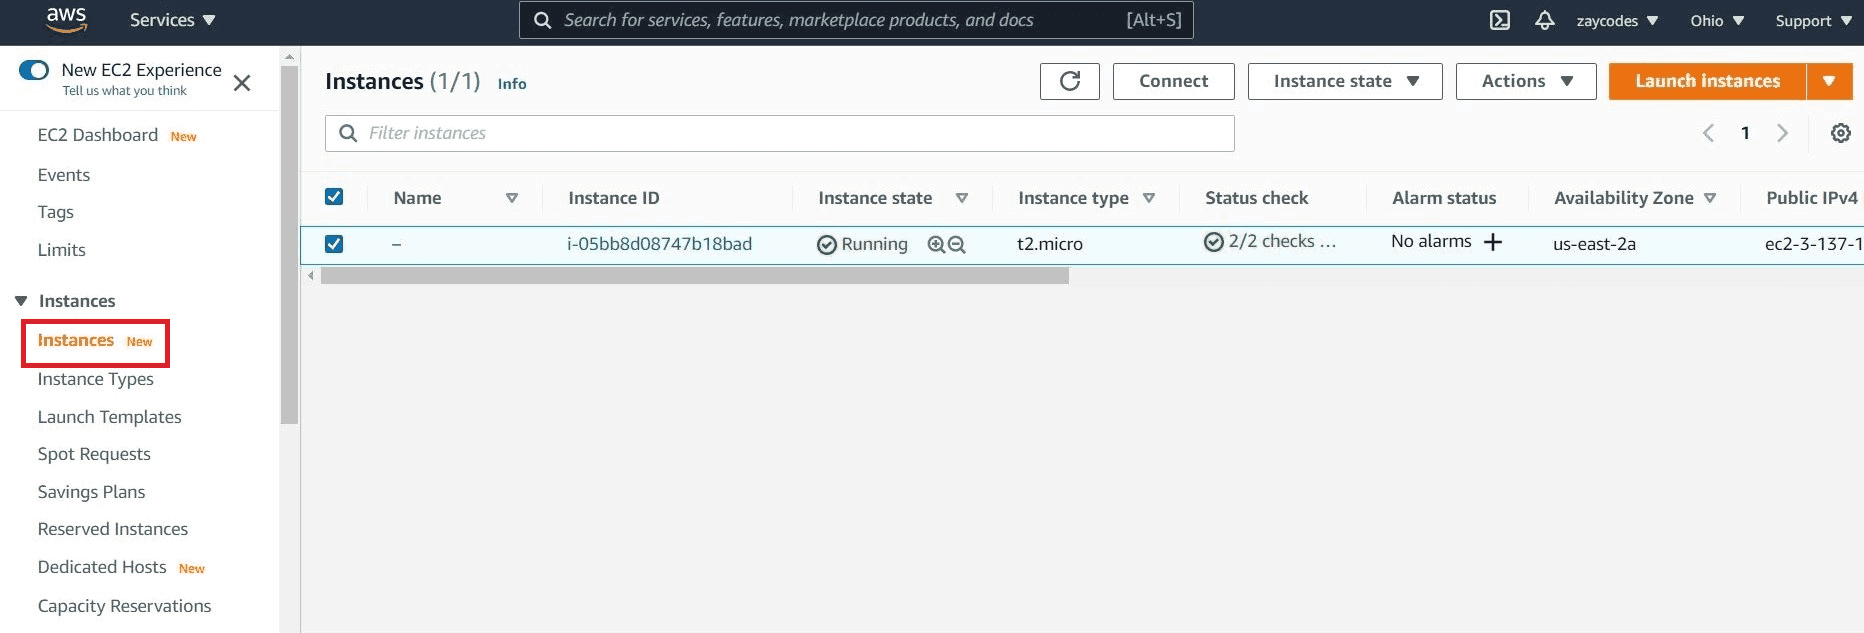 aws Services Search for services, features, marketplace products, and docs [Alt+S] zaycodes Ohio Support
New EC2 Experience
Tell us what you think
EC2 Dashboard New
Events
Tags
Limits
Instances
Instances New
Instance Types
Launch Templates
Spot Requests
Savings Plans
Reserved Instances
Dedicated Hosts New
Capacity Reservations
Instances (1/1) Info
Connect Instance state Actions Launch instances
Filter instances
1
Name Instance ID Instance state Instance type Status check Alarm status Availability Zone Public IPv4
– i-05bb8d08747b18bad Running t2.micro 2/2 checks ... No alarms + us-east-2a ec2-3-137-1